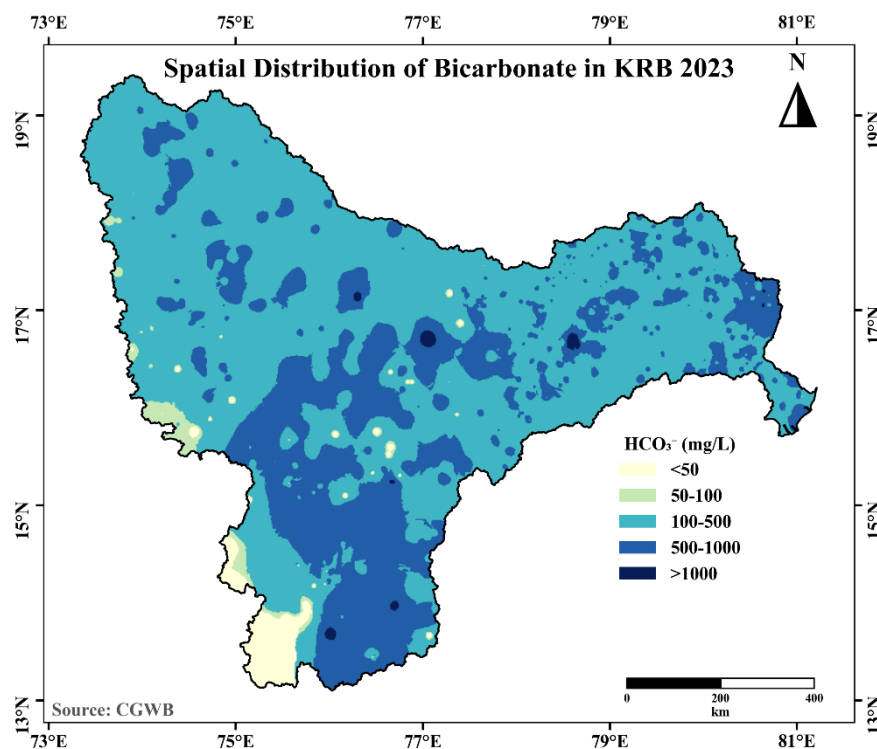 73°E 75°E 77°E 79°E 81°E
Spatial Distribution of Bicarbonate in KRB 2023
N
19°N 19°N
17°N 17°N
HCO₃⁻ (mg/L)
<50
50-100
100-500
500-1000
>1000
15°N 15°N
0 200 400
km
Source: CGWB
13°N 13°N
73°E 75°E 77°E 79°E 81°E